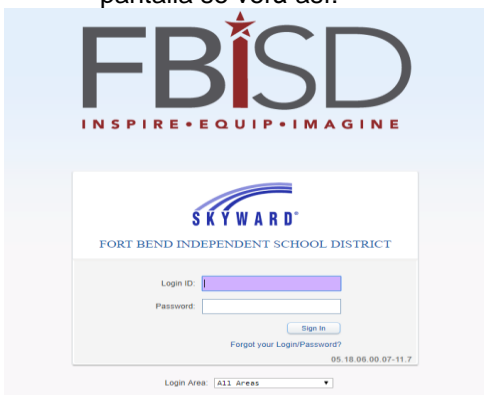 pantalla se verá así:
FBISD
INSPIRE•EQUIP•IMAGINE
SKYWARD®
FORT BEND INDEPENDENT SCHOOL DISTRICT
Login ID:
Password:
Sign In
Forgot your Login/Password?
05.18.06.00.07-11.7
Login Area: All Areas